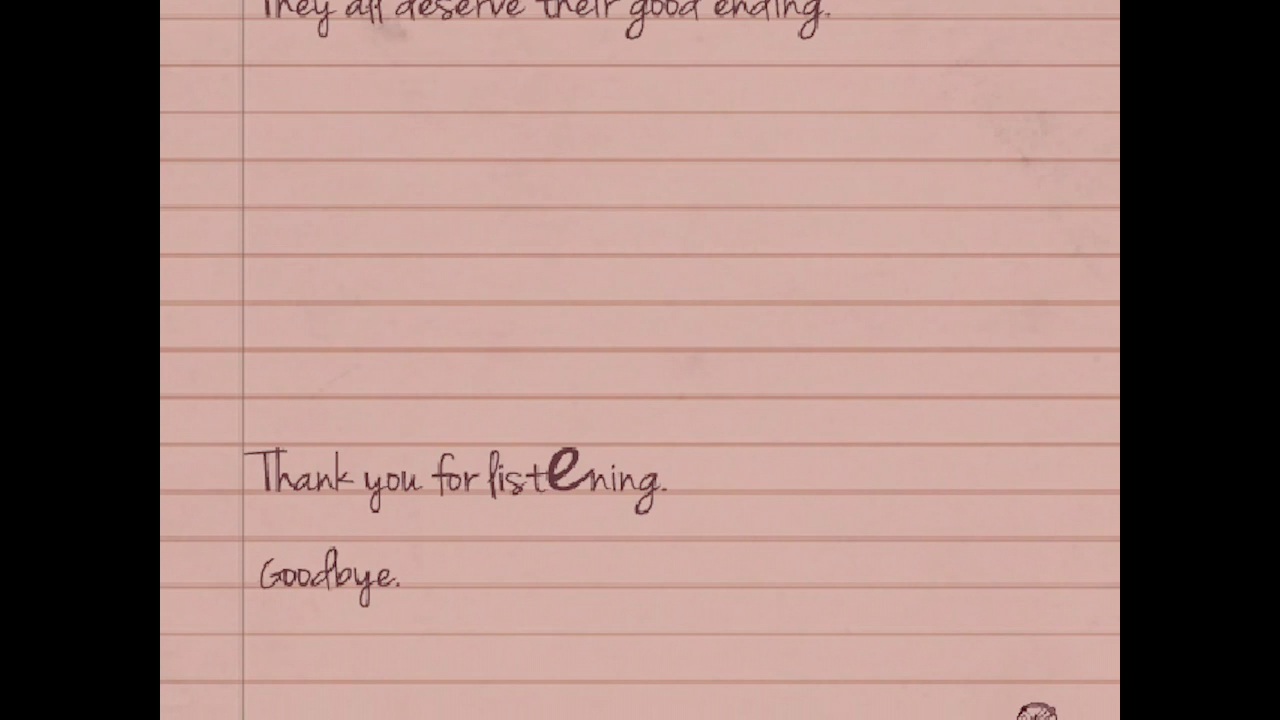 They all deserve their good ending.
Thank you for listening.
Goodbye.